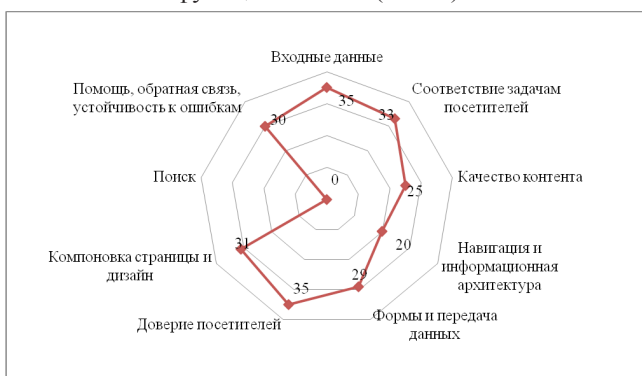 Входные данные
Помощь, обратная связь,
устойчивость к ошибкам
Соответствие задачам
посетителей
35
33
30
Поиск
0
25
Качество контента
31
20
Компоновка страницы и
дизайн
Навигация и
информационная
архитектура
29
35
Доверие посетителей
Формы и передача
данных